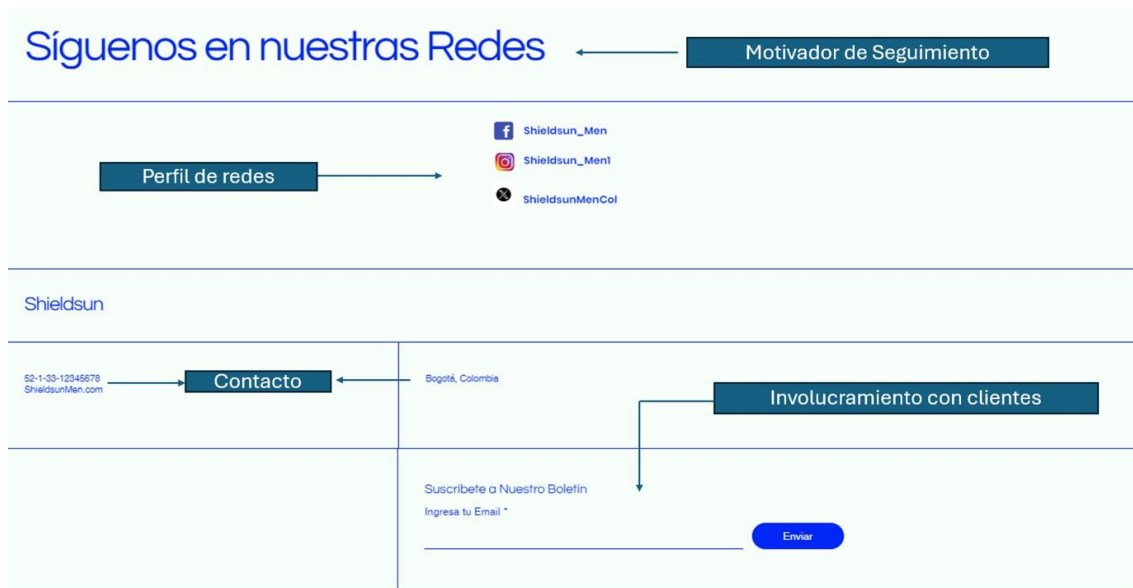 Síguenos en nuestras Redes
Motivador de Seguimiento
Shieldsun_Men
Perfil de redes
Shieldsun_Men1
ShieldsunMenCol
Shieldsun
52-1-33-12345678
ShieldsunMen.com
Contacto
Bogotá, Colombia
Involucramiento con clientes
Suscríbete a Nuestro Boletín
Ingresa tu Email *
Enviar